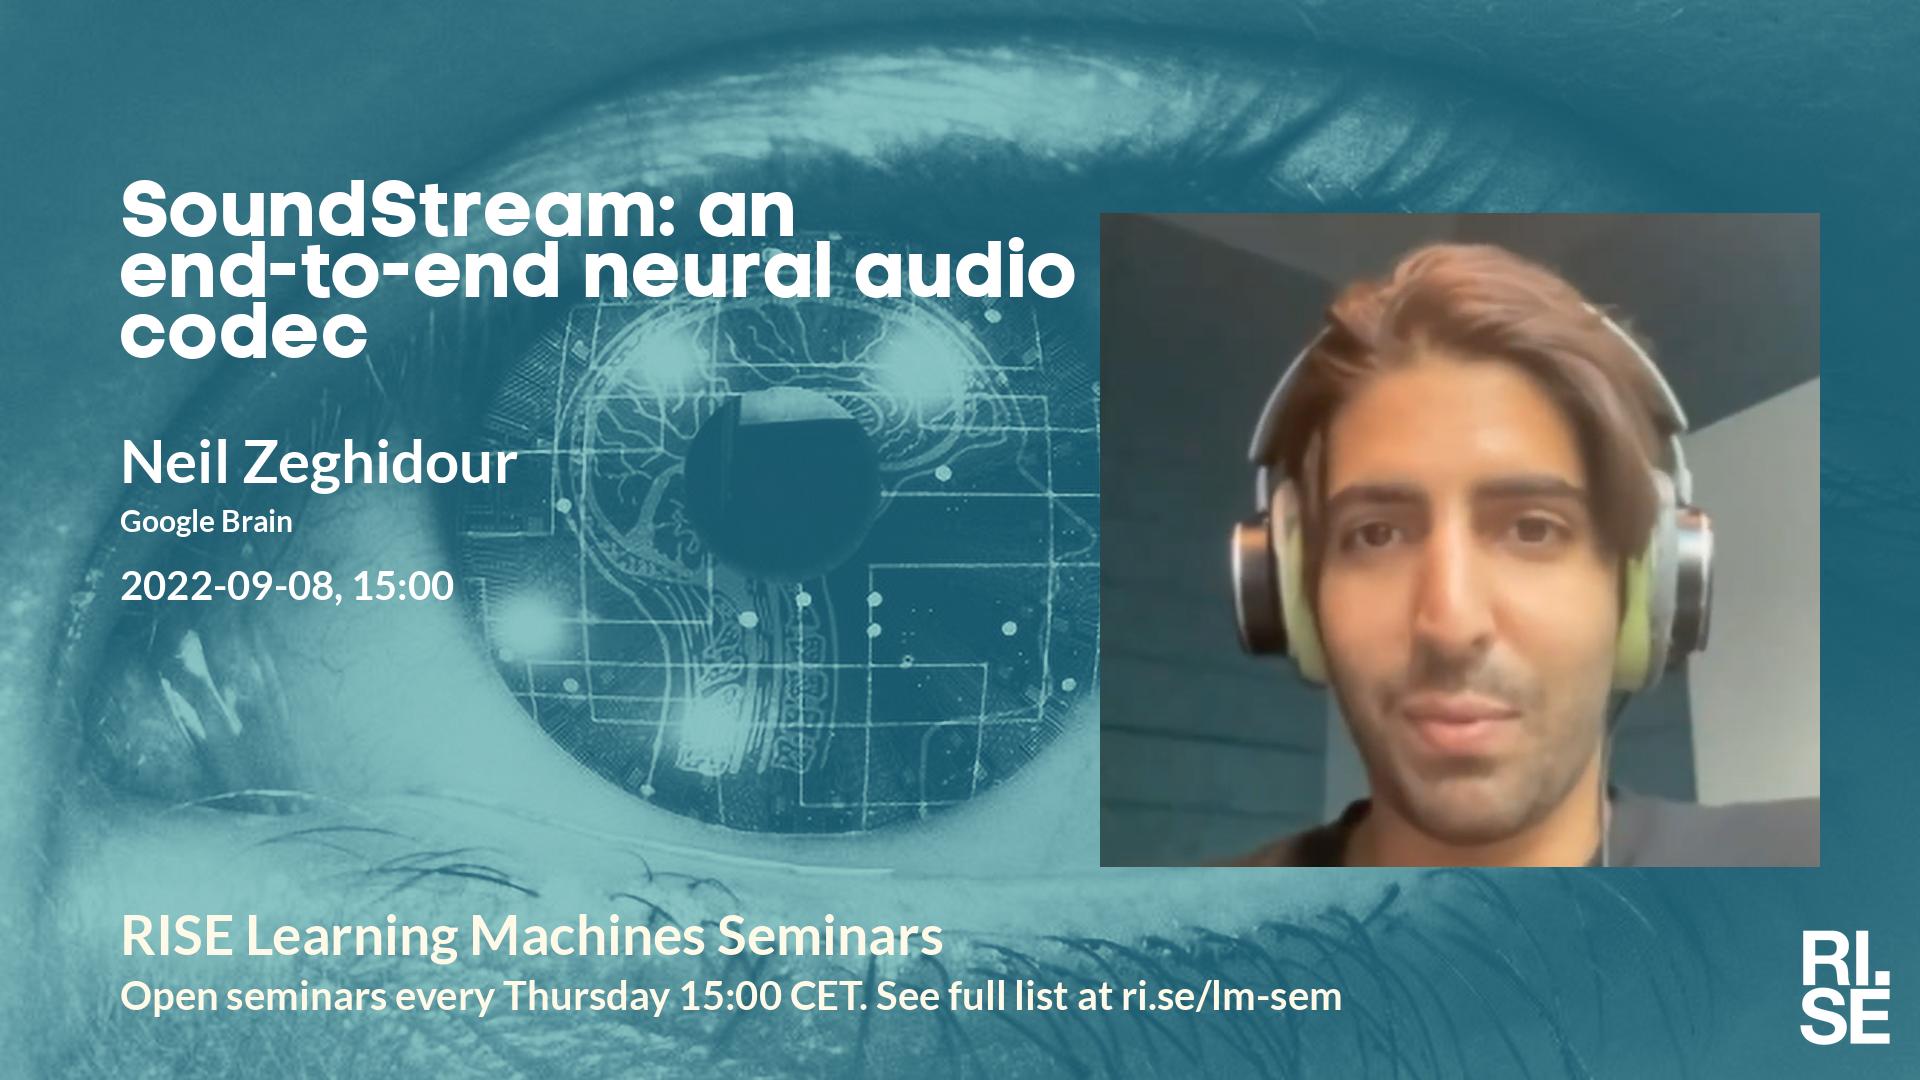 SoundStream: an
end-to-end neural audio
codec
Neil Zeghidour
Google Brain
2022-09-08, 15:00
RISE Learning Machines Seminars
Open seminars every Thursday 15:00 CET. See full list at ri.se/lm-sem
RI.
SE